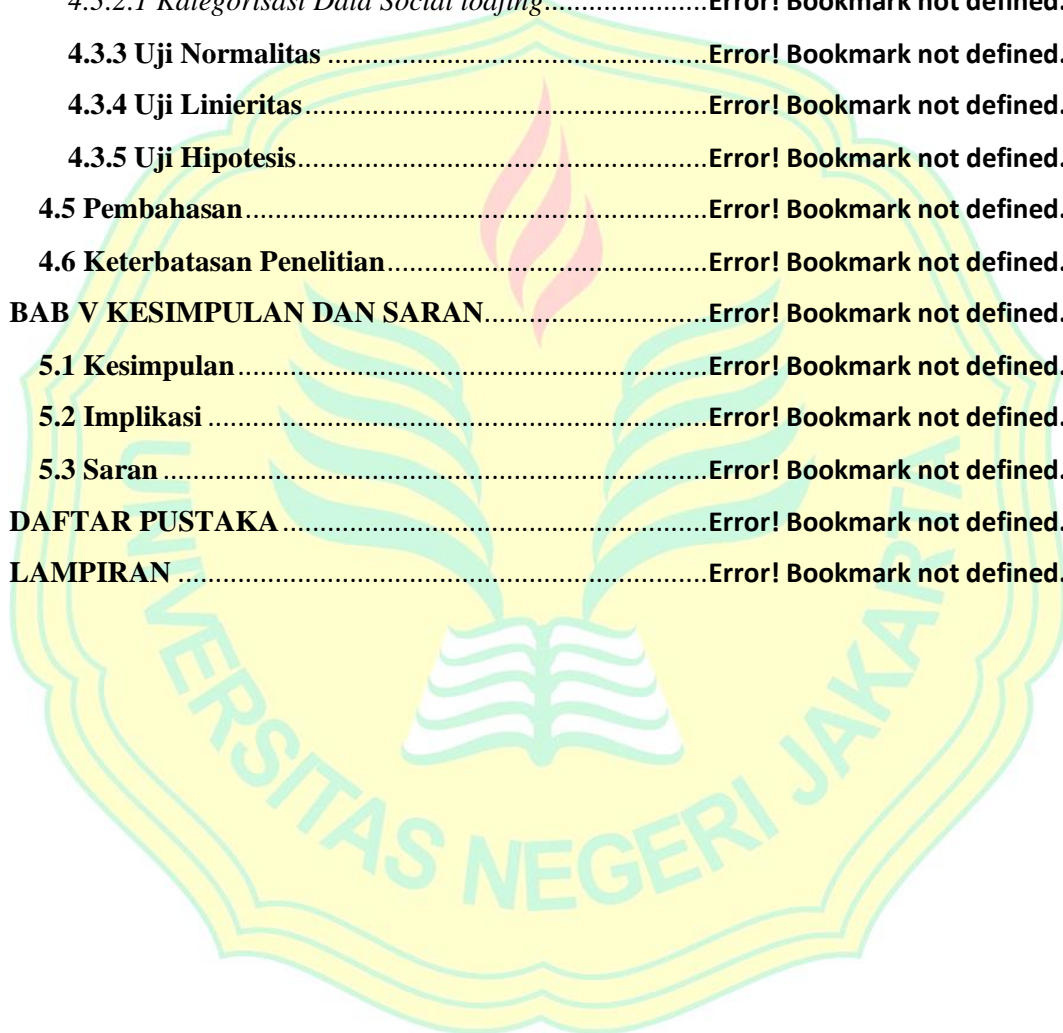 4.3.2.1 Kategorisasi Data Social loafing.....................Error! Bookmark not defined.
4.3.3 Uji Normalitas ..................................................Error! Bookmark not defined.
4.3.4 Uji Linieritas.....................................................Error! Bookmark not defined.
4.3.5 Uji Hipotesis......................................................Error! Bookmark not defined.
4.5 Pembahasan.............................................................Error! Bookmark not defined.
4.6 Keterbatasan Penelitian..........................................Error! Bookmark not defined.
BAB V KESIMPULAN DAN SARAN..............................Error! Bookmark not defined.
5.1 Kesimpulan..............................................................Error! Bookmark not defined.
5.2 Implikasi ..................................................................Error! Bookmark not defined.
5.3 Saran ........................................................................Error! Bookmark not defined.
DAFTAR PUSTAKA.........................................................Error! Bookmark not defined.
LAMPIRAN .......................................................................Error! Bookmark not defined.
UNIVERSITAS NEGERI JAKARTA